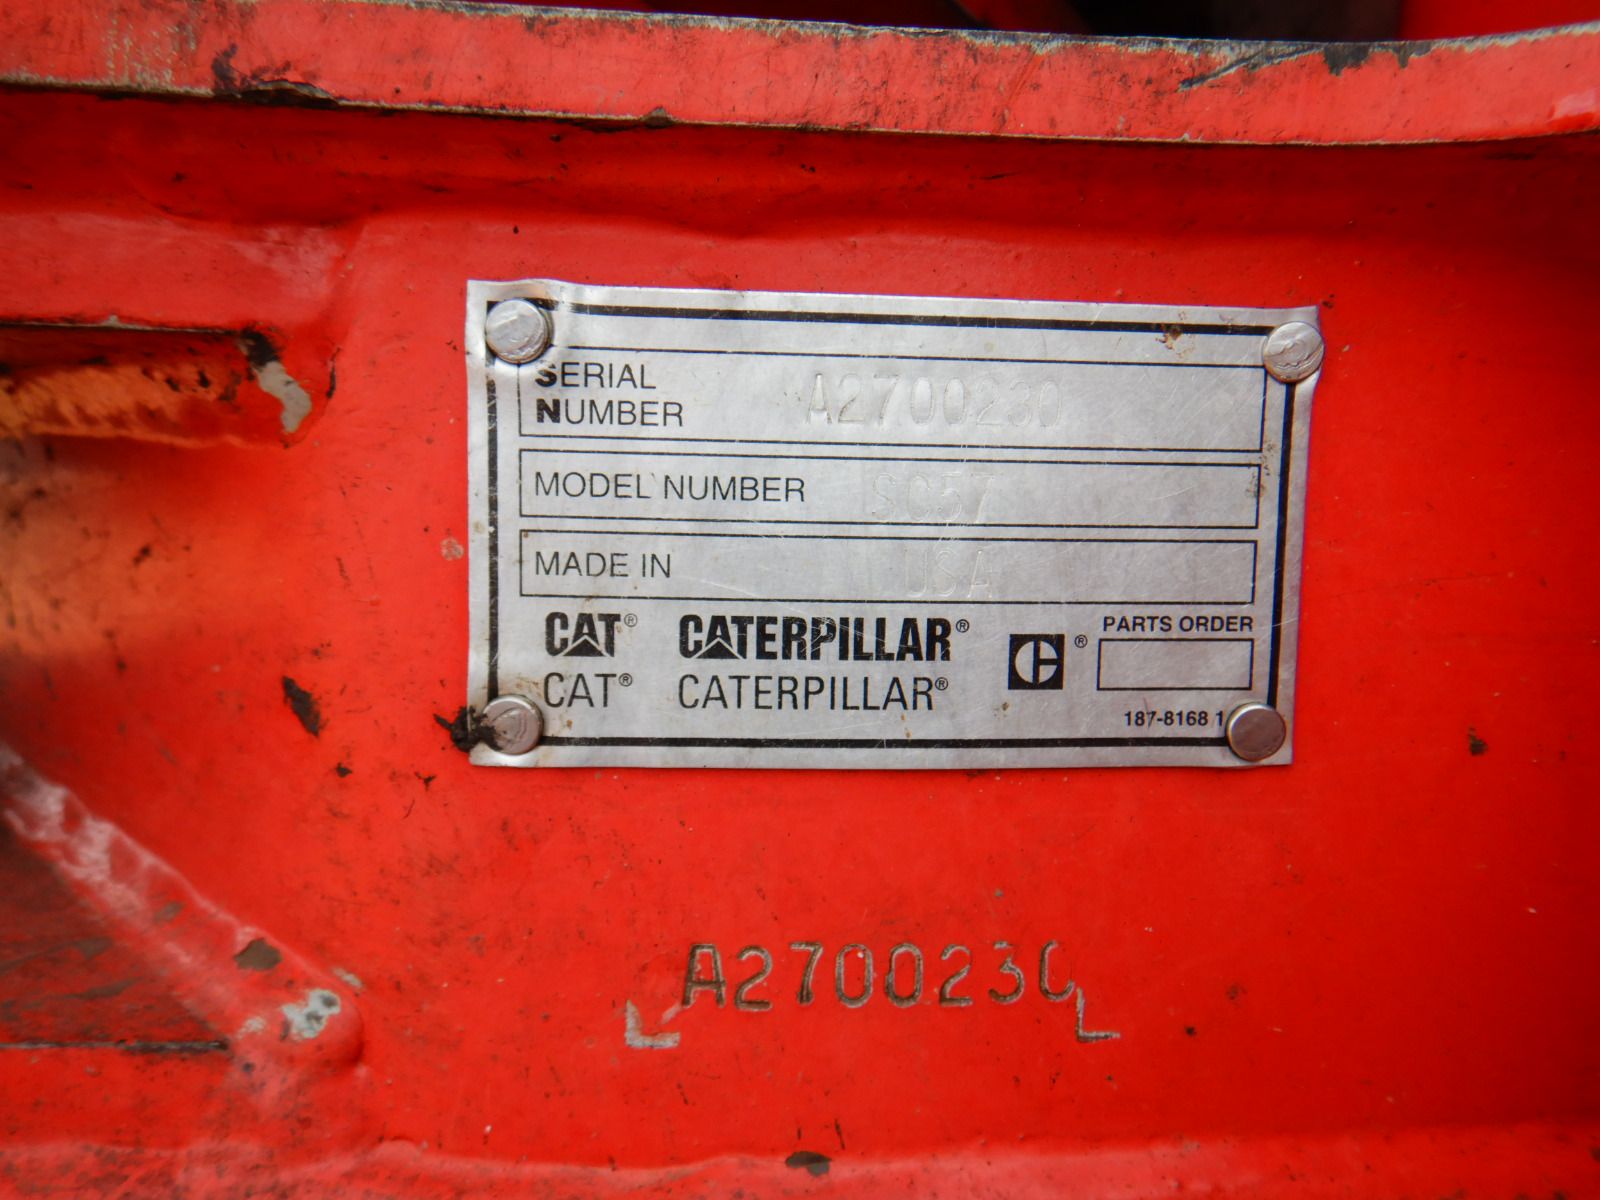 SERIAL
NUMBER A2700230
MODEL NUMBER SC57
MADE IN USA
CAT® CATERPILLAR® C® PARTS ORDER
CAT® CATERPILLAR®
187-8168 1
A2700230